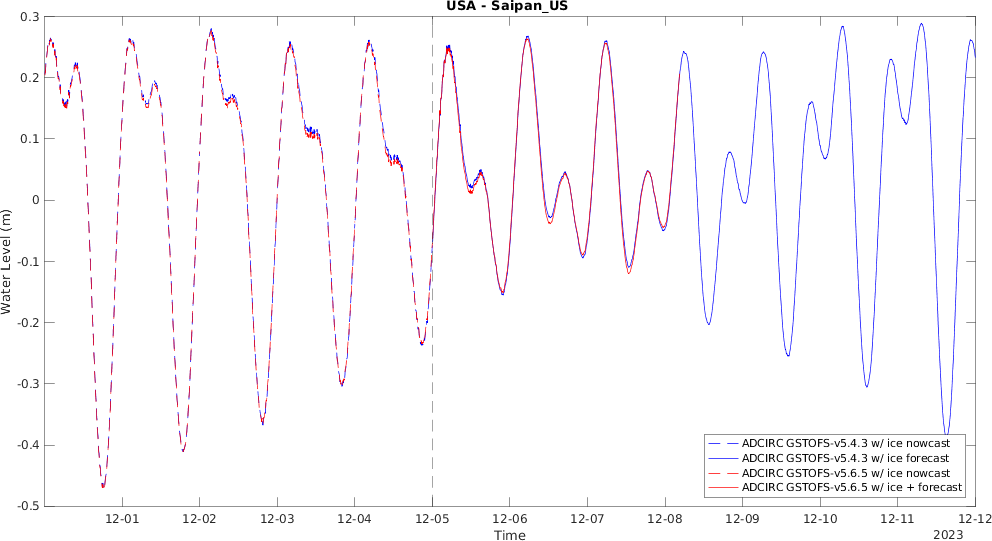 USA - Saipan_US
0.3
0.2
0.1
0
-0.1
-0.2
-0.3
-0.4
-0.5
Water Level (m)
12-01 12-02 12-03 12-04 12-05 12-06 12-07 12-08 12-09 12-10 12-11 12-12
Time
2023
ADCIRC GSTOFS-v5.4.3 w/ ice nowcast
ADCIRC GSTOFS-v5.4.3 w/ ice forecast
ADCIRC GSTOFS-v5.6.5 w/ ice nowcast
ADCIRC GSTOFS-v5.6.5 w/ ice + forecast